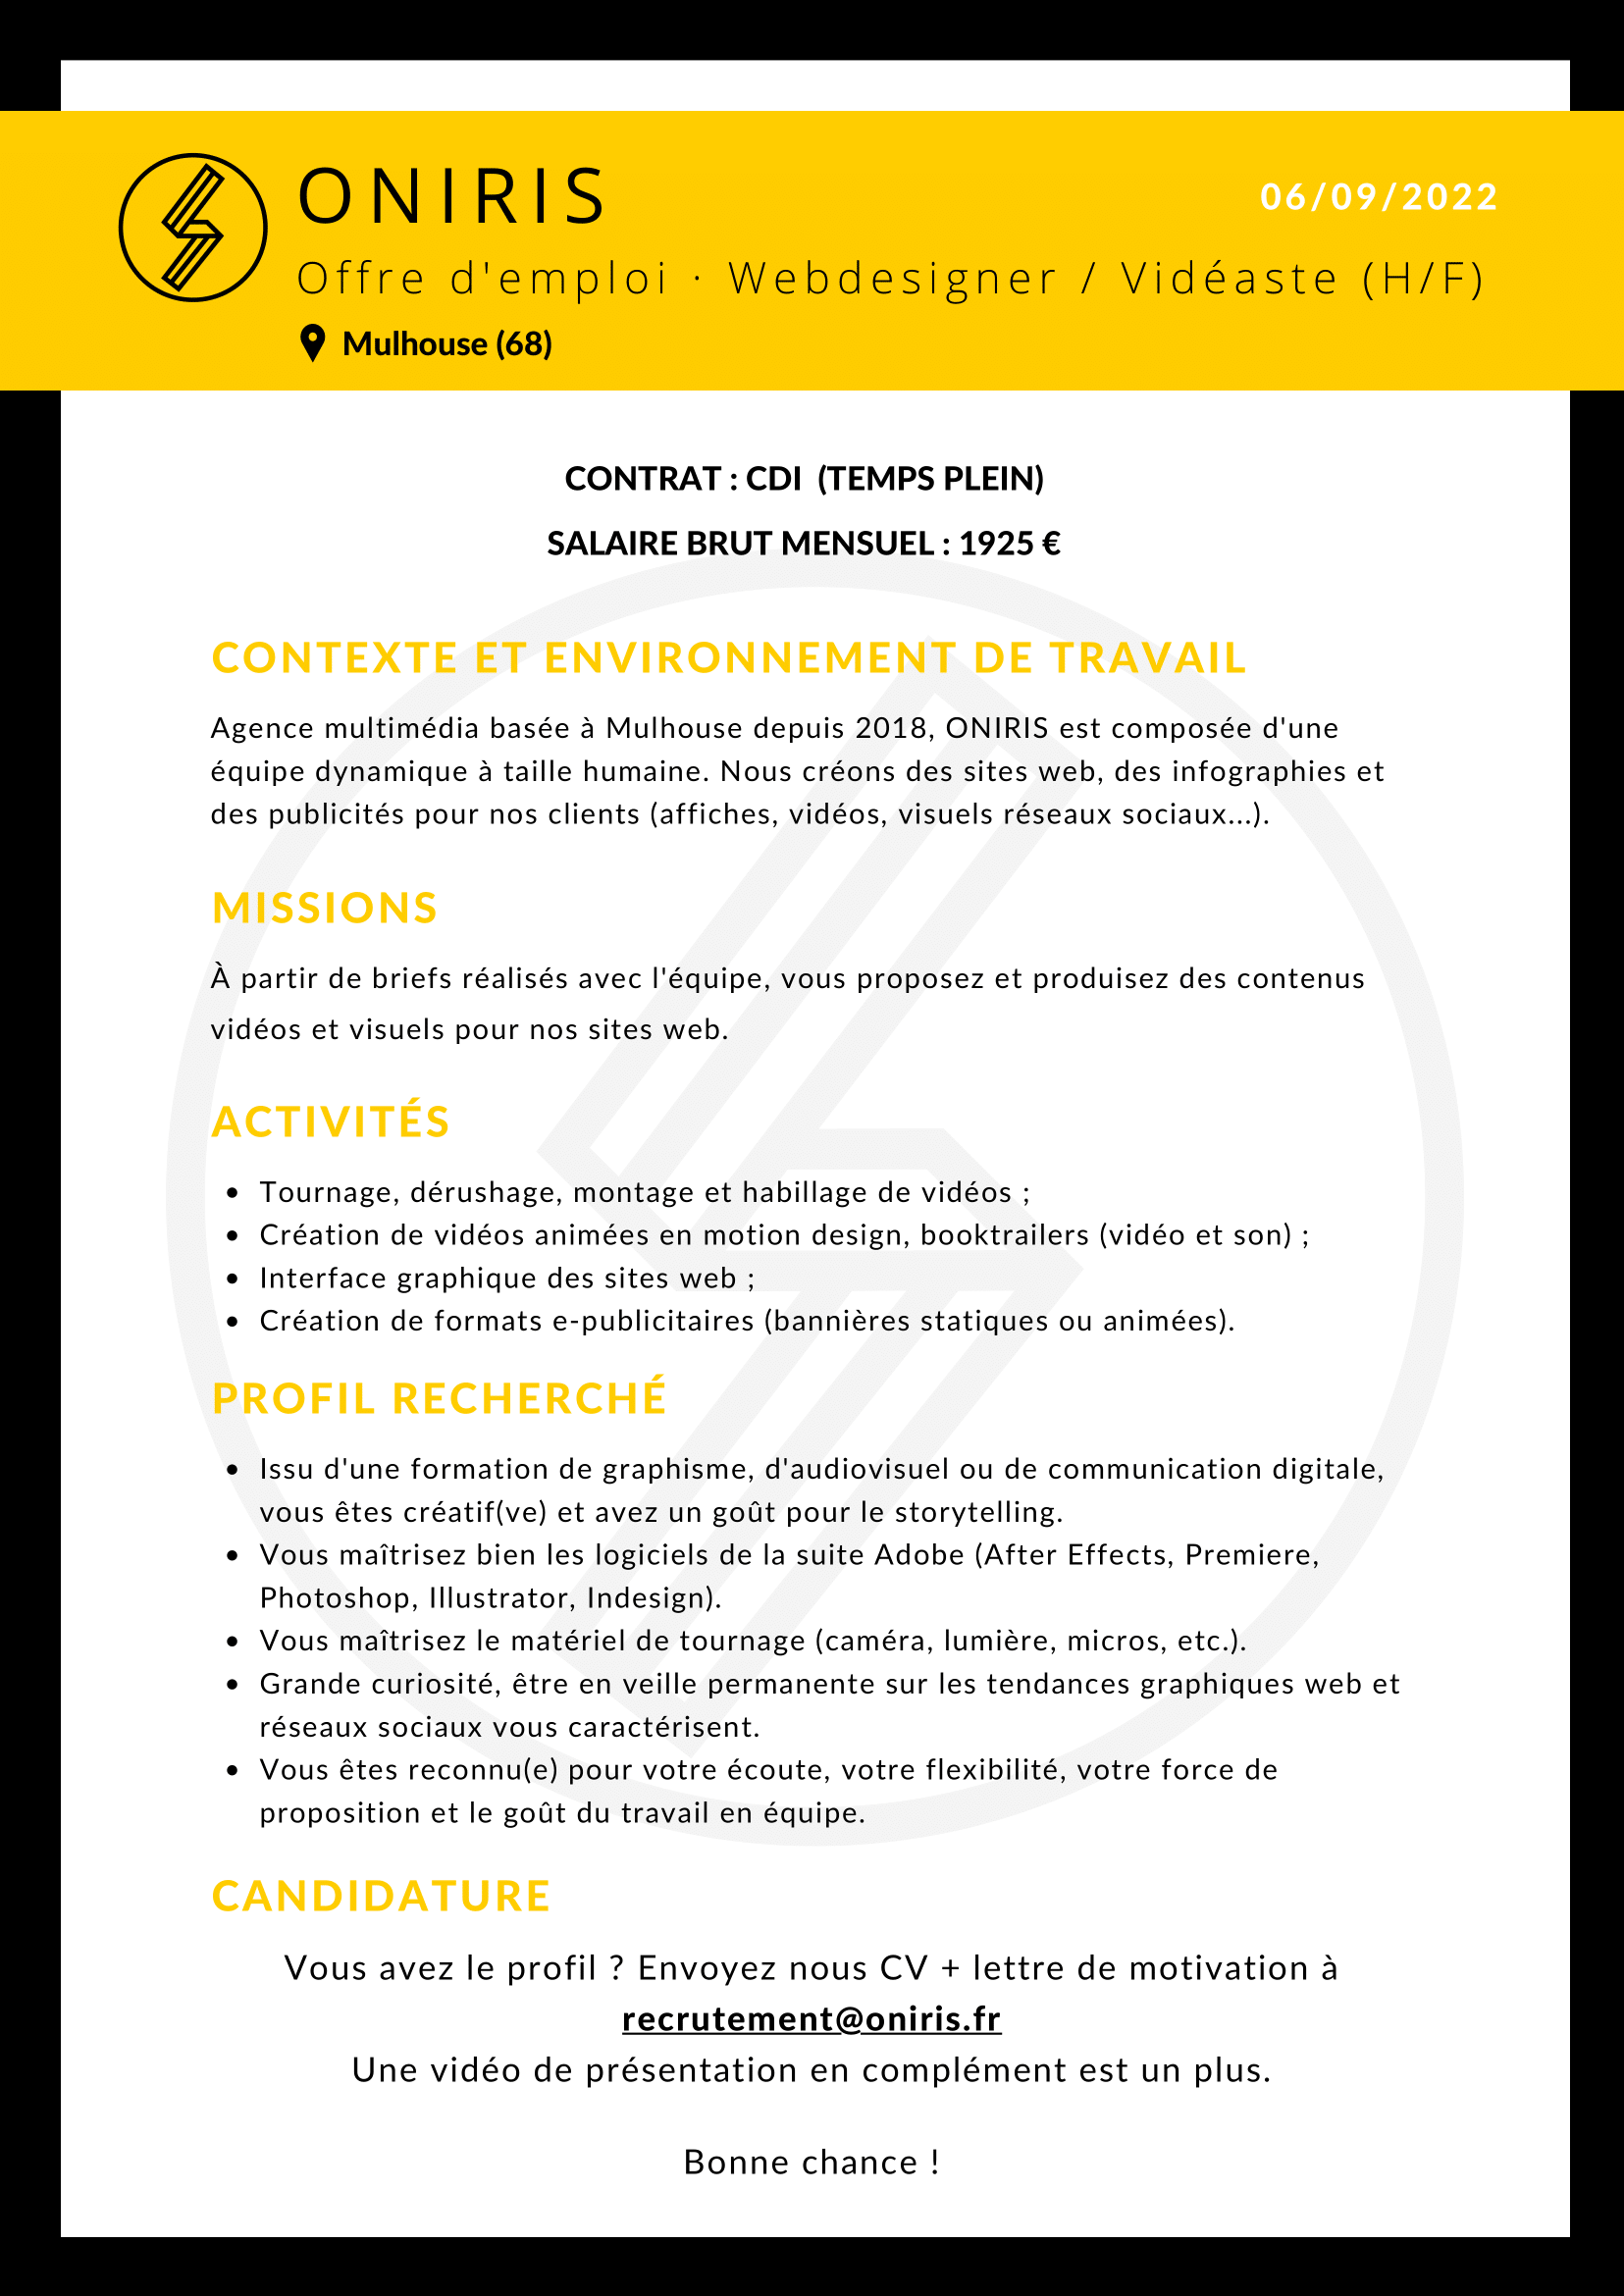 ONIRIS
06/09/2022
Offre d'emploi · Webdesigner / Vidéaste (H/F)
Mulhouse (68)
CONTRAT : CDI  (TEMPS PLEIN)
SALAIRE BRUT MENSUEL : 1925 €
CONTEXTE ET ENVIRONNEMENT DE TRAVAIL
Agence multimédia basée à Mulhouse depuis 2018, ONIRIS est composée d'une
équipe dynamique à taille humaine. Nous créons des sites web, des infographies et
des publicités pour nos clients (affiches, vidéos, visuels réseaux sociaux...).
MISSIONS
À partir de briefs réalisés avec l'équipe, vous proposez et produisez des contenus
vidéos et visuels pour nos sites web.
ACTIVITÉS
• Tournage, dérushage, montage et habillage de vidéos ;
• Création de vidéos animées en motion design, booktrailers (vidéo et son) ;
• Interface graphique des sites web ;
• Création de formats e-publicitaires (bannières statiques ou animées).
PROFIL RECHERCHÉ
• Issu d'une formation de graphisme, d'audiovisuel ou de communication digitale,
vous êtes créatif(ve) et avez un goût pour le storytelling.
• Vous maîtrisez bien les logiciels de la suite Adobe (After Effects, Premiere,
Photoshop, Illustrator, Indesign).
• Vous maîtrisez le matériel de tournage (caméra, lumière, micros, etc.).
• Grande curiosité, être en veille permanente sur les tendances graphiques web et
réseaux sociaux vous caractérisent.
• Vous êtes reconnu(e) pour votre écoute, votre flexibilité, votre force de
proposition et le goût du travail en équipe.
CANDIDATURE
Vous avez le profil ? Envoyez nous CV + lettre de motivation à
recrutement@oniris.fr
Une vidéo de présentation en complément est un plus.
Bonne chance !